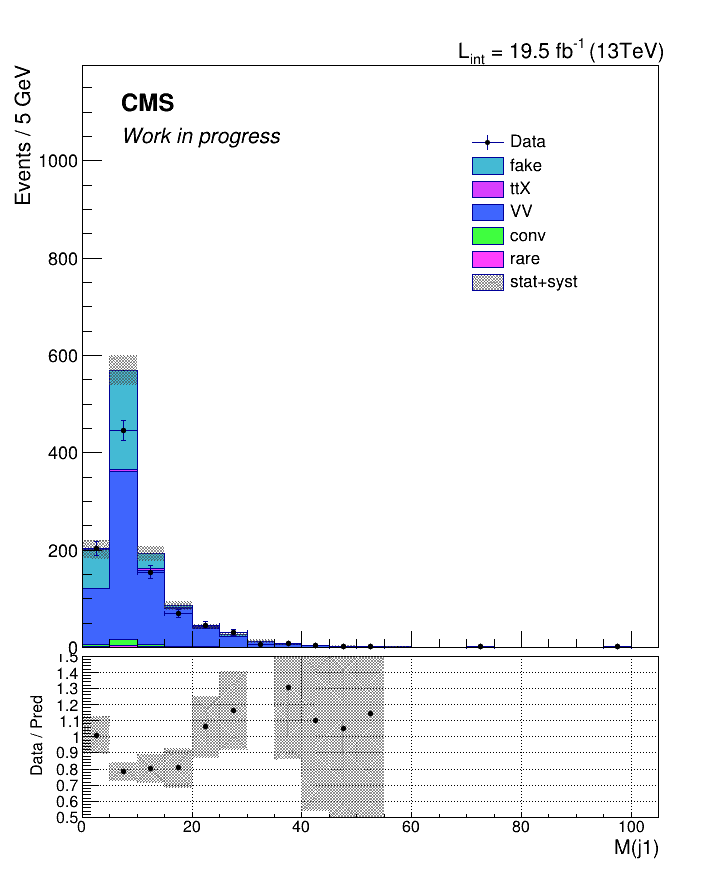 L_int = 19.5 fb^-1 (13TeV)
Events / 5 GeV
CMS
Work in progress
Data
fake
ttX
VV
conv
rare
stat+syst
1000
800
600
400
200
0
Data / Pred
1.5
1.4
1.3
1.2
1.1
1
0.9
0.8
0.7
0.6
0.5
0 20 40 60 80 100
M(j1)